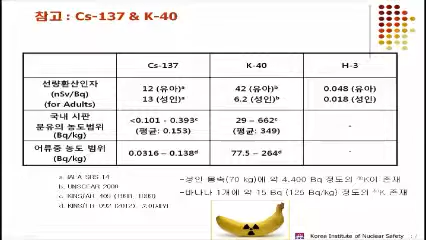 참고 : Cs-137 & K-40
Cs-137 K-40 H-3
선량환산인자
(nSv/Bq)
(for Adults)
12 (유아)ᵃ
13 (성인)ᵃ
42 (유아)ᵇ
6.2 (성인)ᵇ
0.048 (유아)
0.018 (성인)
국내 시판
분유의 농도범위
(Bq/kg)
<0.101 - 0.393ᶜ
(평균: 0.153)
29 – 662ᶜ
(평균: 349)
-
어류중 농도 범위
(Bq/kg)
0.0316 – 0.138ᵈ
77.5 – 264ᵈ
-
b. UNSCEAR 2000
-성인 몸속(70 kg)에 약 4,400 Bq 정도의 ⁴⁰K이 존재
-바나나 1개에 약 15 Bq (125 Bq/kg) 정도의 ⁴⁰K 존재
Korea Institute of Nuclear Safety